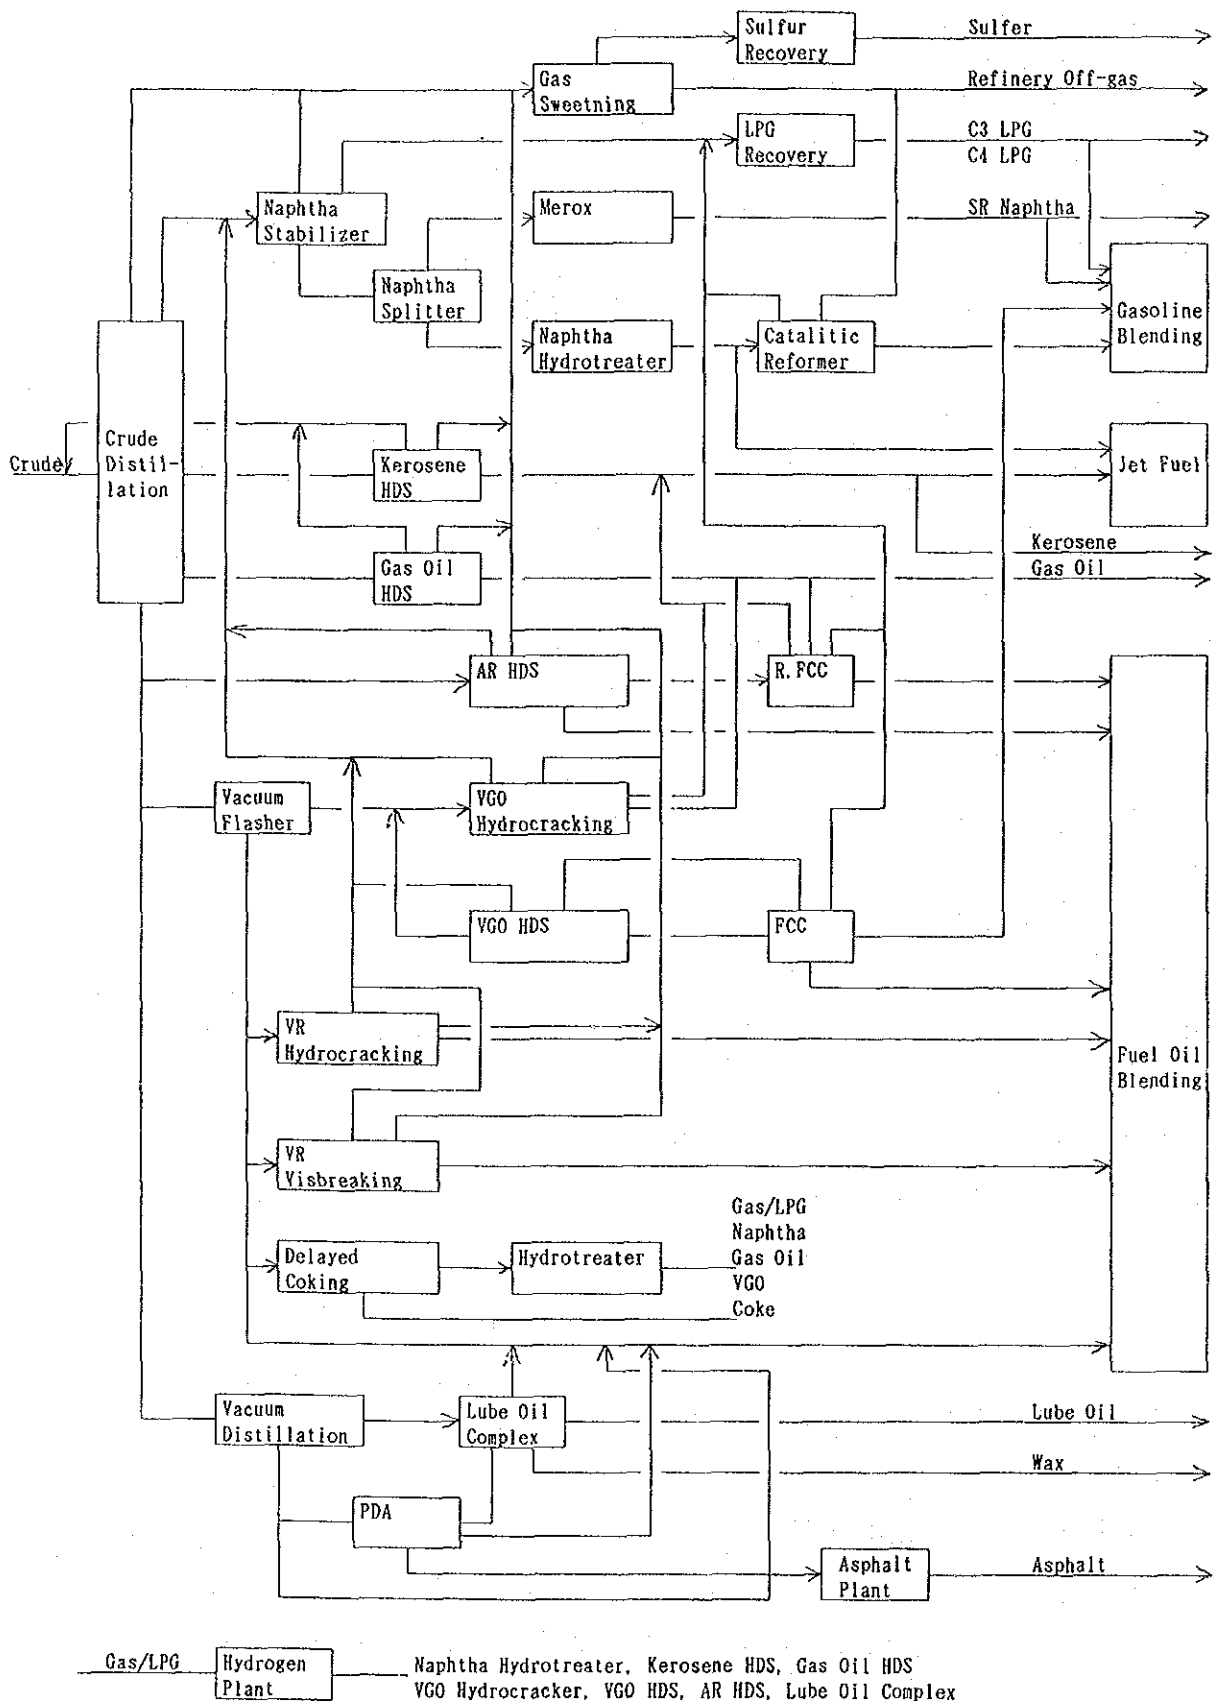 Sulfur
Recovery
Sulfer
Gas
Sweetning
Refinery Off-gas
LPG
Recovery
C3 LPG
C4 LPG
Naphtha
Stabilizer
Merox
SR Naphtha
Naphtha
Splitter
Gasoline
Blending
Naphtha
Hydrotreater
Catalitic
Reformer
Crude
Crude
Distil-
lation
Kerosene
HDS
Jet Fuel
Gas Oil
HDS
Kerosene
Gas Oil
AR HDS
R.FCC
Vacuum
Flasher
VGO
Hydrocracking
VGO HDS
FCC
VR
Hydrocracking
Fuel Oil
Blending
VR
Visbreaking
Gas/LPG
Naphtha
Gas Oil
VGO
Coke
Delayed
Coking
Hydrotreater
Vacuum
Distillation
Lube Oil
Complex
Lube Oil
Wax
PDA
Asphalt
Plant
Asphalt
Gas/LPG
Hydrogen
Plant
Naphtha Hydrotreater, Kerosene HDS, Gas Oil HDS
VGO Hydrocracker, VGO HDS, AR HDS, Lube Oil Complex